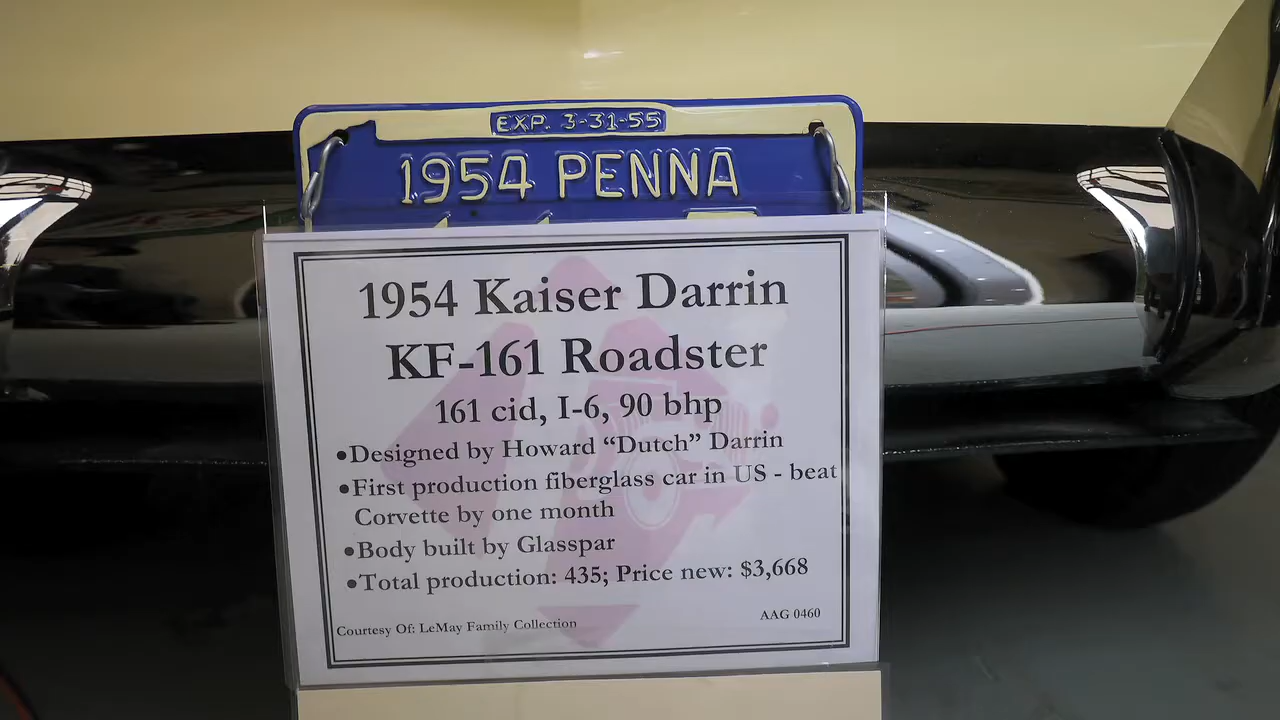 EXP. 3-31-55
1954 PENNA
1954 Kaiser Darrin
KF-161 Roadster
161 cid, I-6, 90 bhp
•Designed by Howard “Dutch” Darrin
•First production fiberglass car in US - beat
Corvette by one month
•Body built by Glasspar
•Total production: 435; Price new: $3,668
Courtesy Of: LeMay Family Collection
AAG 0460